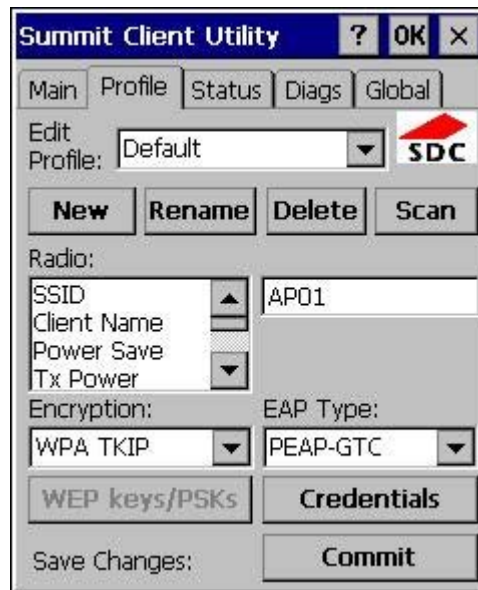 Summit Client Utility ? OK ×
Main Profile Status Diags Global
Edit Profile: Default
SDC
New Rename Delete Scan
Radio:
SSID AP01
Client Name
Power Save
Tx Power
Encryption: EAP Type:
WPA TKIP PEAP-GTC
WEP keys/PSKs Credentials
Save Changes: Commit